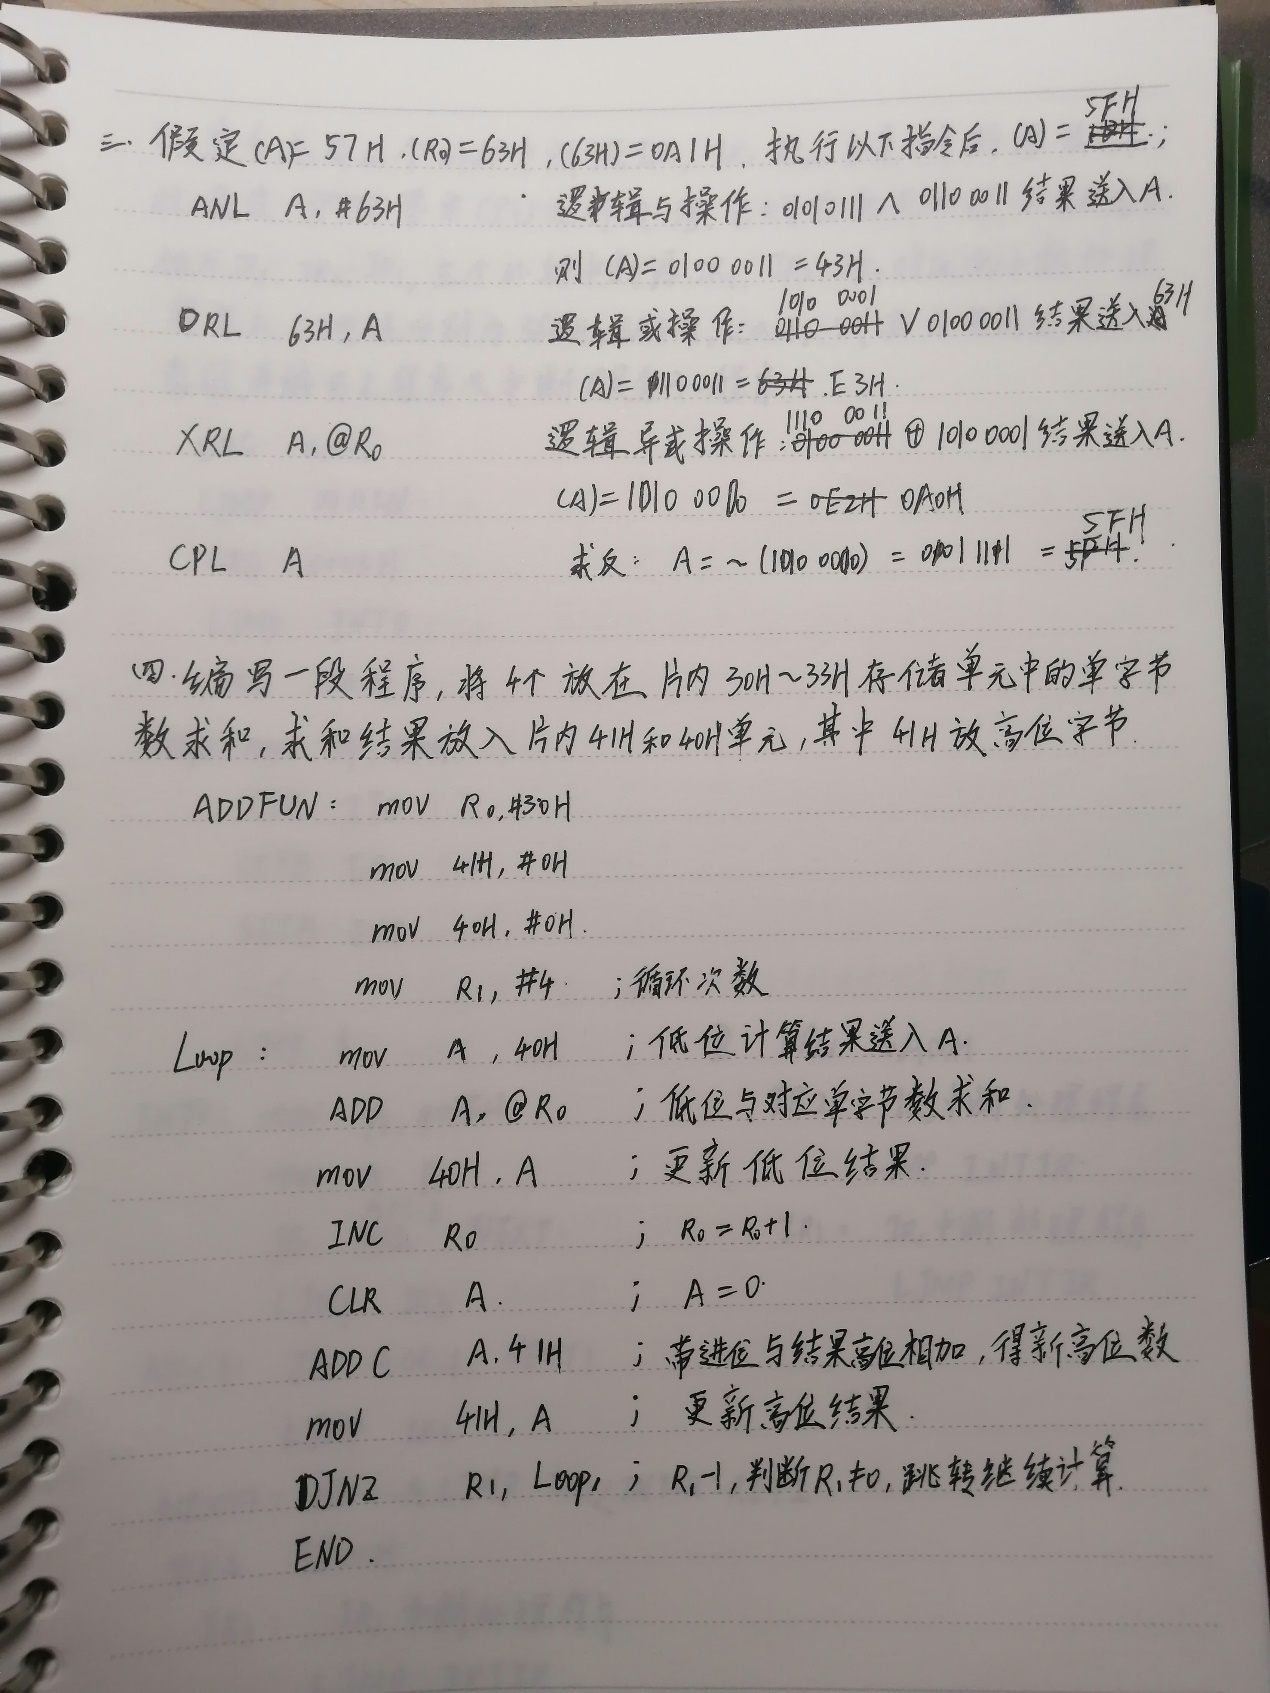 三. 假定(A)=57H,(R0)=63H,(63H)=0A1H, 执行以下指令后, (A)=5FH;
ANL A, #63H 逻辑与操作: 01010111 ∧ 0110 0011 结果送入A.
则 (A)=0100 0011 =43H.
ORL 63H, A 逻辑或操作: 1010 0001 ∨ 0100 0011 结果送入63H
(A)= 11100011 = E3H.
XRL A, @R0 逻辑异或操作: 1110 0011 ⊕ 1010 0001 结果送入A.
(A)=1010 0000 = 0A0H
CPL A 求反: A=~(1010 0000) = 0101 1111 = 5FH.
四. 编写一段程序, 将4个放在片内30H~33H存储单元中的单字节
数求和, 求和结果放入片内41H和40H单元, 其中41H放高位字节.
ADDFUN: mov R0,#30H
mov 41H, #0H
mov 40H, #0H.
mov R1, #4. ;循环次数
Loop: mov A, 40H ;低位计算结果送入A.
ADD A, @R0 ;低位与对应单字节数求和.
mov 40H, A ;更新低位结果.
INC R0 ; R0=R0+1.
CLR A. ; A=0.
ADDC A, 41H ;带进位与结果高位相加, 得新高位数
mov 41H, A ;更新高位结果.
DJNZ R1, Loop, ; R1-1, 判断R1≠0, 跳转继续计算.
END.